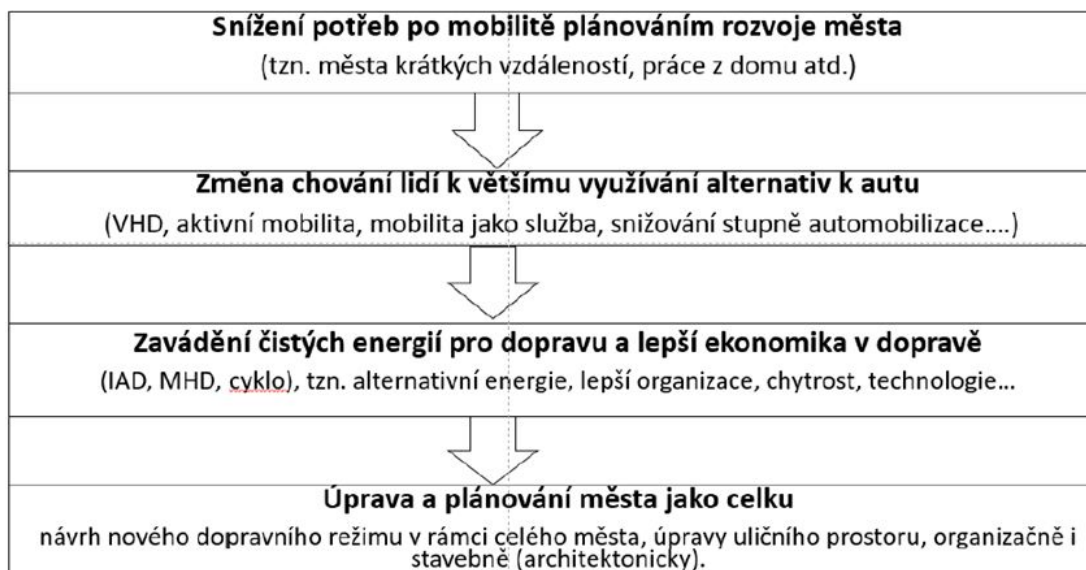 Snížení potřeb po mobilitě plánováním rozvoje města
(tzn. města krátkých vzdáleností, práce z domu atd.)
Změna chování lidí k většímu využívání alternativ k autu
(VHD, aktivní mobilita, mobilita jako služba, snižování stupně automobilizace....)
Zavádění čistých energií pro dopravu a lepší ekonomika v dopravě
(IAD, MHD, cyklo), tzn. alternativní energie, lepší organizace, chytrost, technologie...
Úprava a plánování města jako celku
návrh nového dopravního režimu v rámci celého města, úpravy uličního prostoru, organizačně i
stavebně (architektonicky).